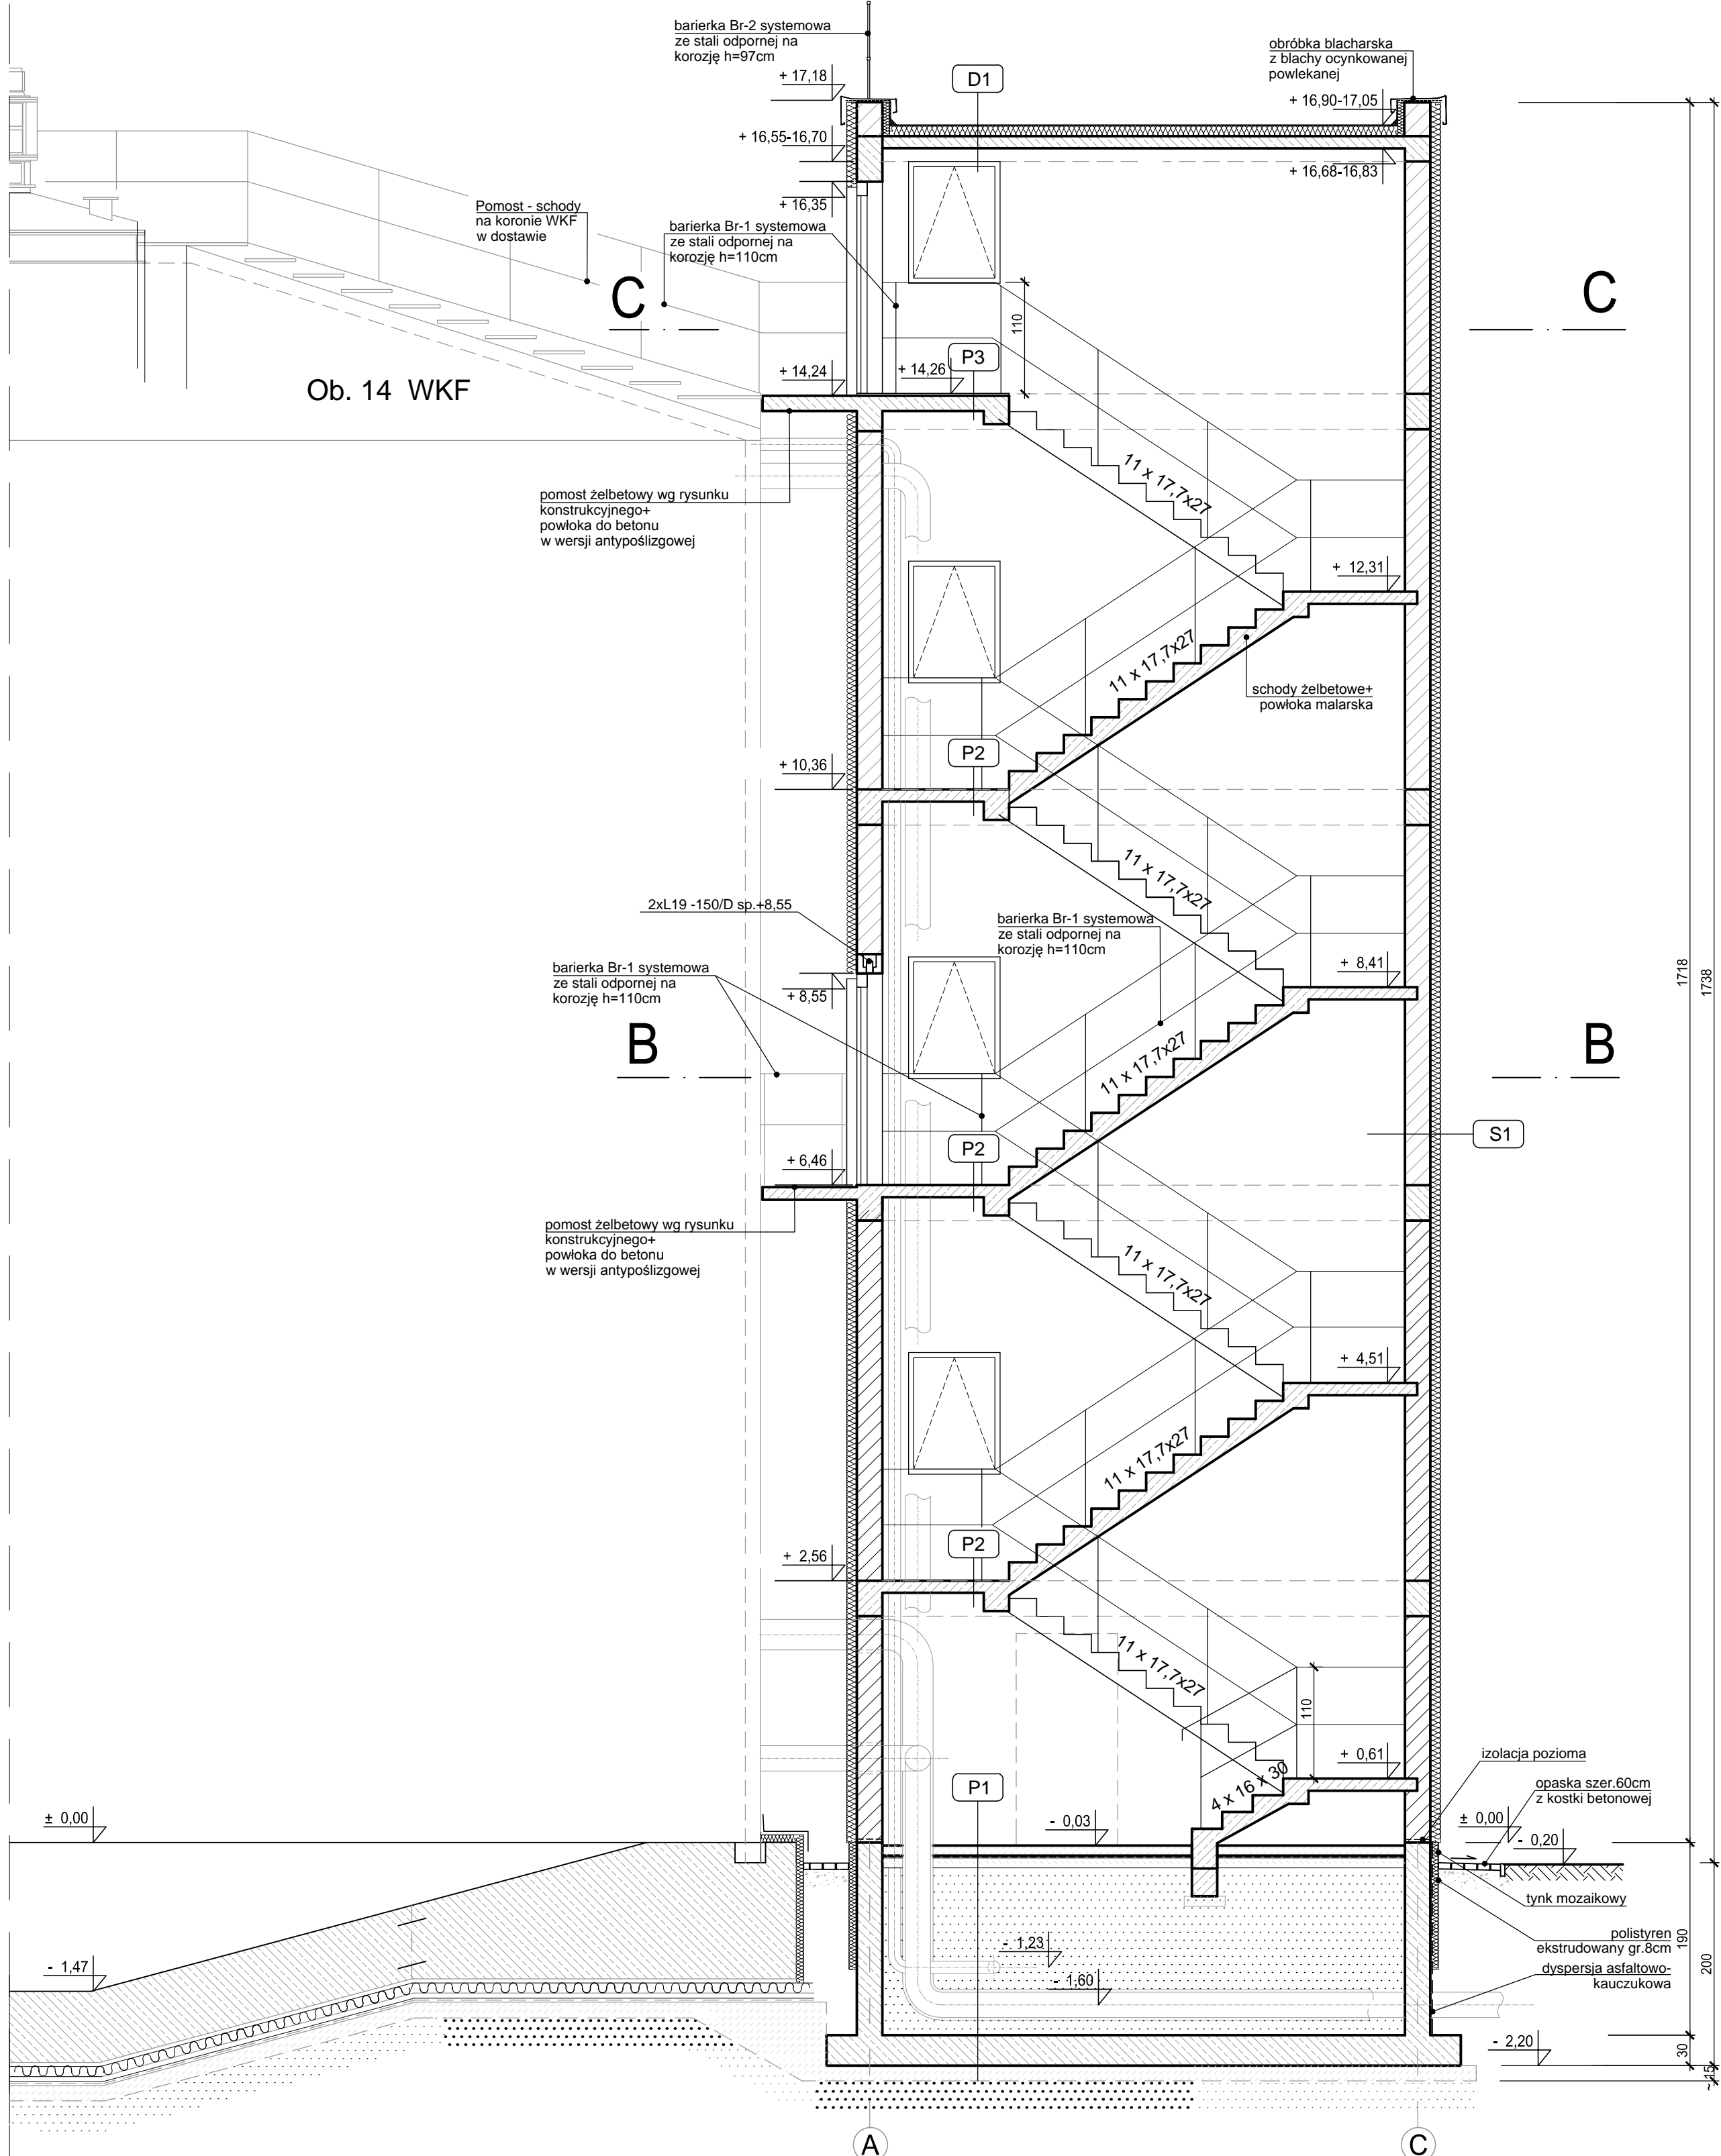 barierka Br-2 systemowa
ze stali odpornej na
korozję h=97cm
obróbka blacharska
z blachy ocynkowanej
powlekanej
+ 17,18
D1
+ 16,90-17,05
+ 16,55-16,70
+ 16,68-16,83
+ 16,35
Pomost - schody
na koronie WKF
w dostawie
barierka Br-1 systemowa
ze stali odpornej na
korozję h=110cm
C
C
110
P3
+ 14,24
+ 14,26
Ob. 14 WKF
11 x 17,7x27
pomost żelbetowy wg rysunku
konstrukcyjnego+
powłoka do betonu
w wersji antypoślizgowej
+ 12,31
11 x 17,7x27
schody żelbetowe+
powłoka malarska
P2
+ 10,36
11 x 17,7x27
2xL19 -150/D sp.+8,55
barierka Br-1 systemowa
ze stali odpornej na
korozję h=110cm
barierka Br-1 systemowa
ze stali odpornej na
korozję h=110cm
+ 8,41
1718
1738
+ 8,55
B
B
11 x 17,7x27
S1
P2
+ 6,46
pomost żelbetowy wg rysunku
konstrukcyjnego+
powłoka do betonu
w wersji antypoślizgowej
11 x 17,7x27
+ 4,51
11 x 17,7x27
P2
+ 2,56
11 x 17,7x27
110
+ 0,61
izolacja pozioma
P1
4 x 16 x 30
opaska szer.60cm
z kostki betonowej
± 0,00
- 0,03
± 0,00
- 0,20
tynk mozaikowy
polistyren
ekstrudowany gr.8cm
190
- 1,23
- 1,47
dyspersja asfaltowo-
kauczukowa
200
- 1,60
- 2,20
30
~15
A
C